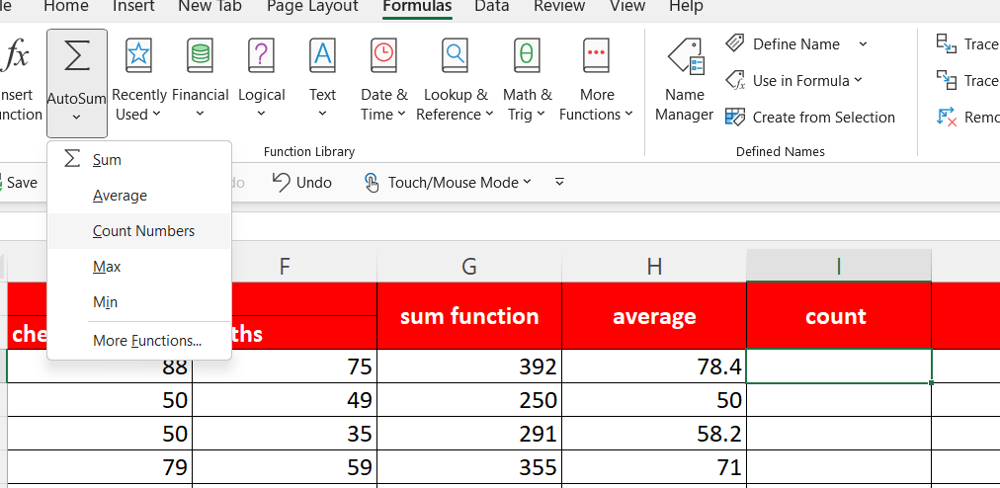 le Home Insert New Tab Page Layout Formulas Data Review View Help
fx
nsert
nction
AutoSum
Recently
Used
Financial
Logical
Text
Date &
Time
Lookup &
Reference
Math &
Trig
More
Functions
Function Library
Name
Manager
Define Name
Use in Formula
Create from Selection
Defined Names
Trace
Trace
Remo
Save do Undo Touch/Mouse Mode
Sum
Average
Count Numbers
Max
Min
More Functions...
F G H I
che ths sum function average count
88 75 392 78.4
50 49 250 50
50 35 291 58.2
79 59 355 71